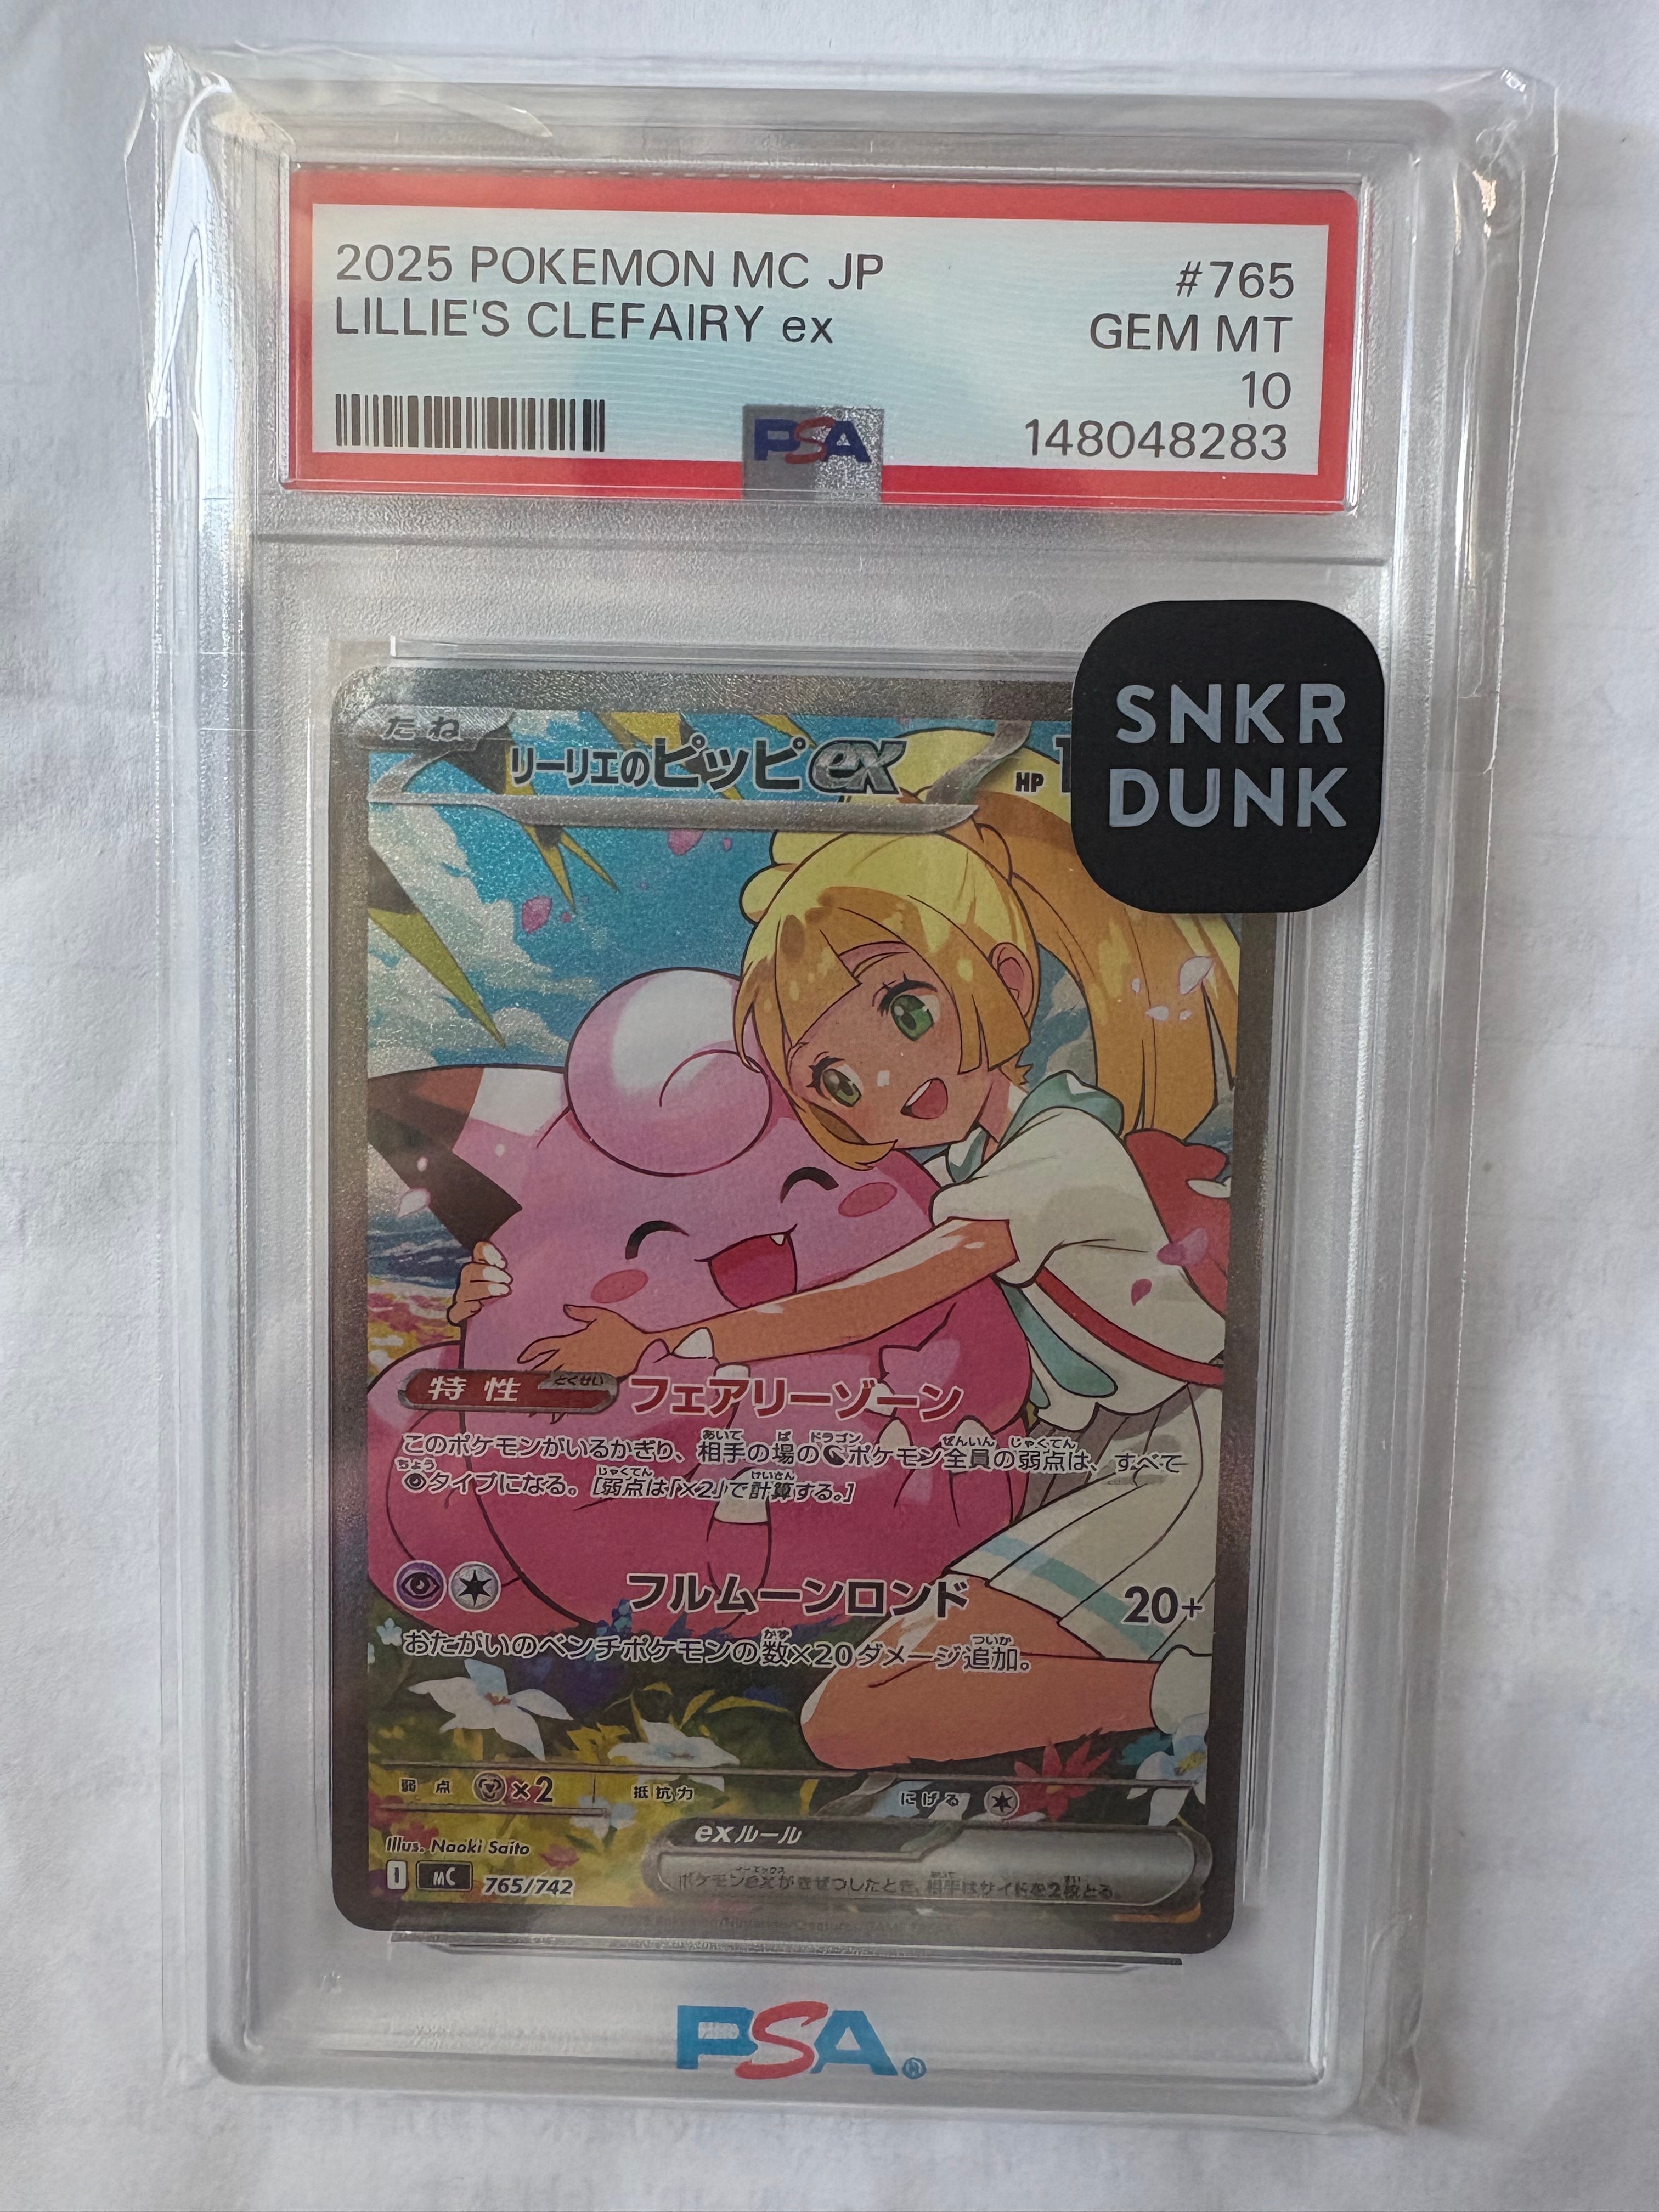 2025 POKEMON MC JP #765
LILLIE'S CLEFAIRY ex GEM MT
10
148048283
PSA
SNKR
DUNK
たね リーリエのピッピex HP
特性 とくせい フェアリーゾーン
このポケモンがいるかぎり、相手の場のポケモン全員の弱点は、すべて
タイプになる。[弱点は「×2」で計算する。]
フルムーンロンド 20+
おたがいのベンチポケモンの数×20ダメージ追加。
弱点 ×2 抵抗力 にげる
Illus. Naoki Saito
exルール
I MC 765/742
ポケモンexがきぜつしたとき、相手はサイドを2枚とる。
PSA®